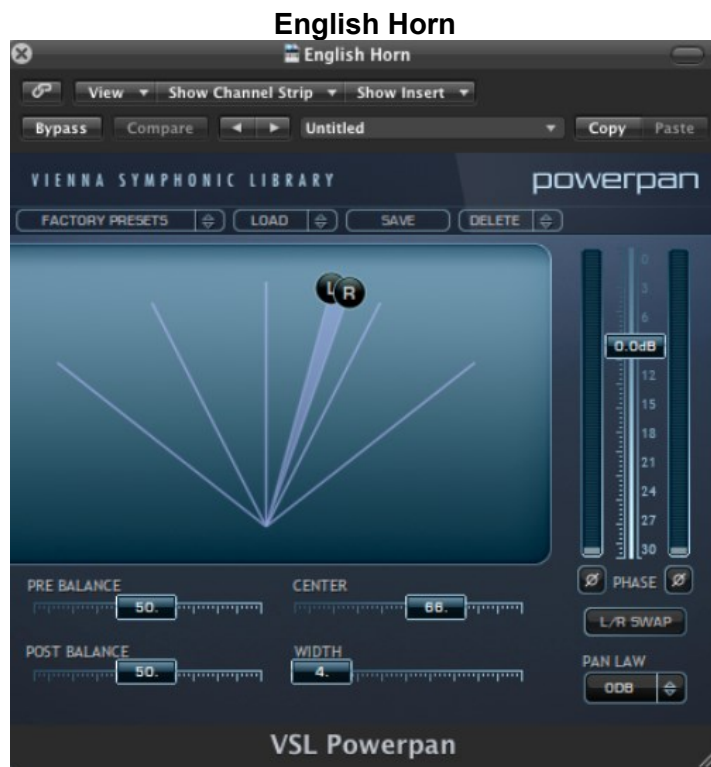 English Horn
English Horn
View Show Channel Strip Show Insert
Bypass Compare Untitled Copy Paste
VIENNA SYMPHONIC LIBRARY powerpan
FACTORY PRESETS LOAD SAVE DELETE
L R
0
3
6
0.0dB
12
15
18
21
24
27
30
PRE BALANCE CENTER
50. 66.
Ø PHASE Ø
L/R SWAP
POST BALANCE WIDTH
50. 4.
PAN LAW
0DB
VSL Powerpan